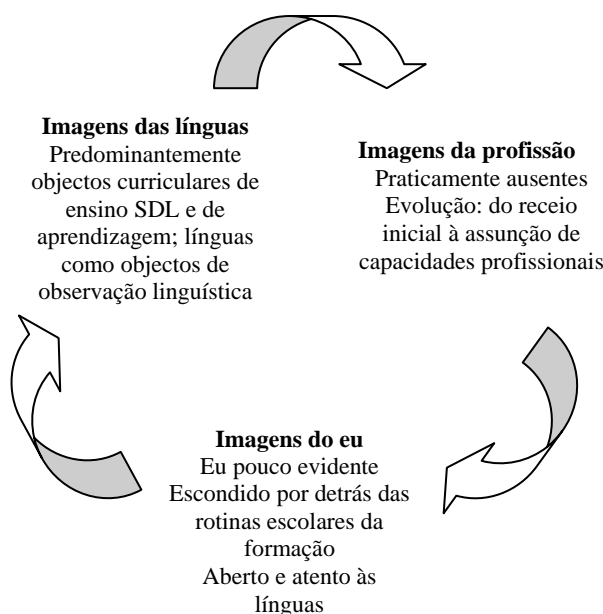 Imagens das línguas
Predominantemente
objectos curriculares de
ensino SDL e de
aprendizagem; línguas
como objectos de
observação linguística
Imagens da profissão
Praticamente ausentes
Evolução: do receio
inicial à assunção de
capacidades profissionais
Imagens do eu
Eu pouco evidente
Escondido por detrás das
rotinas escolares da
formação
Aberto e atento às
línguas